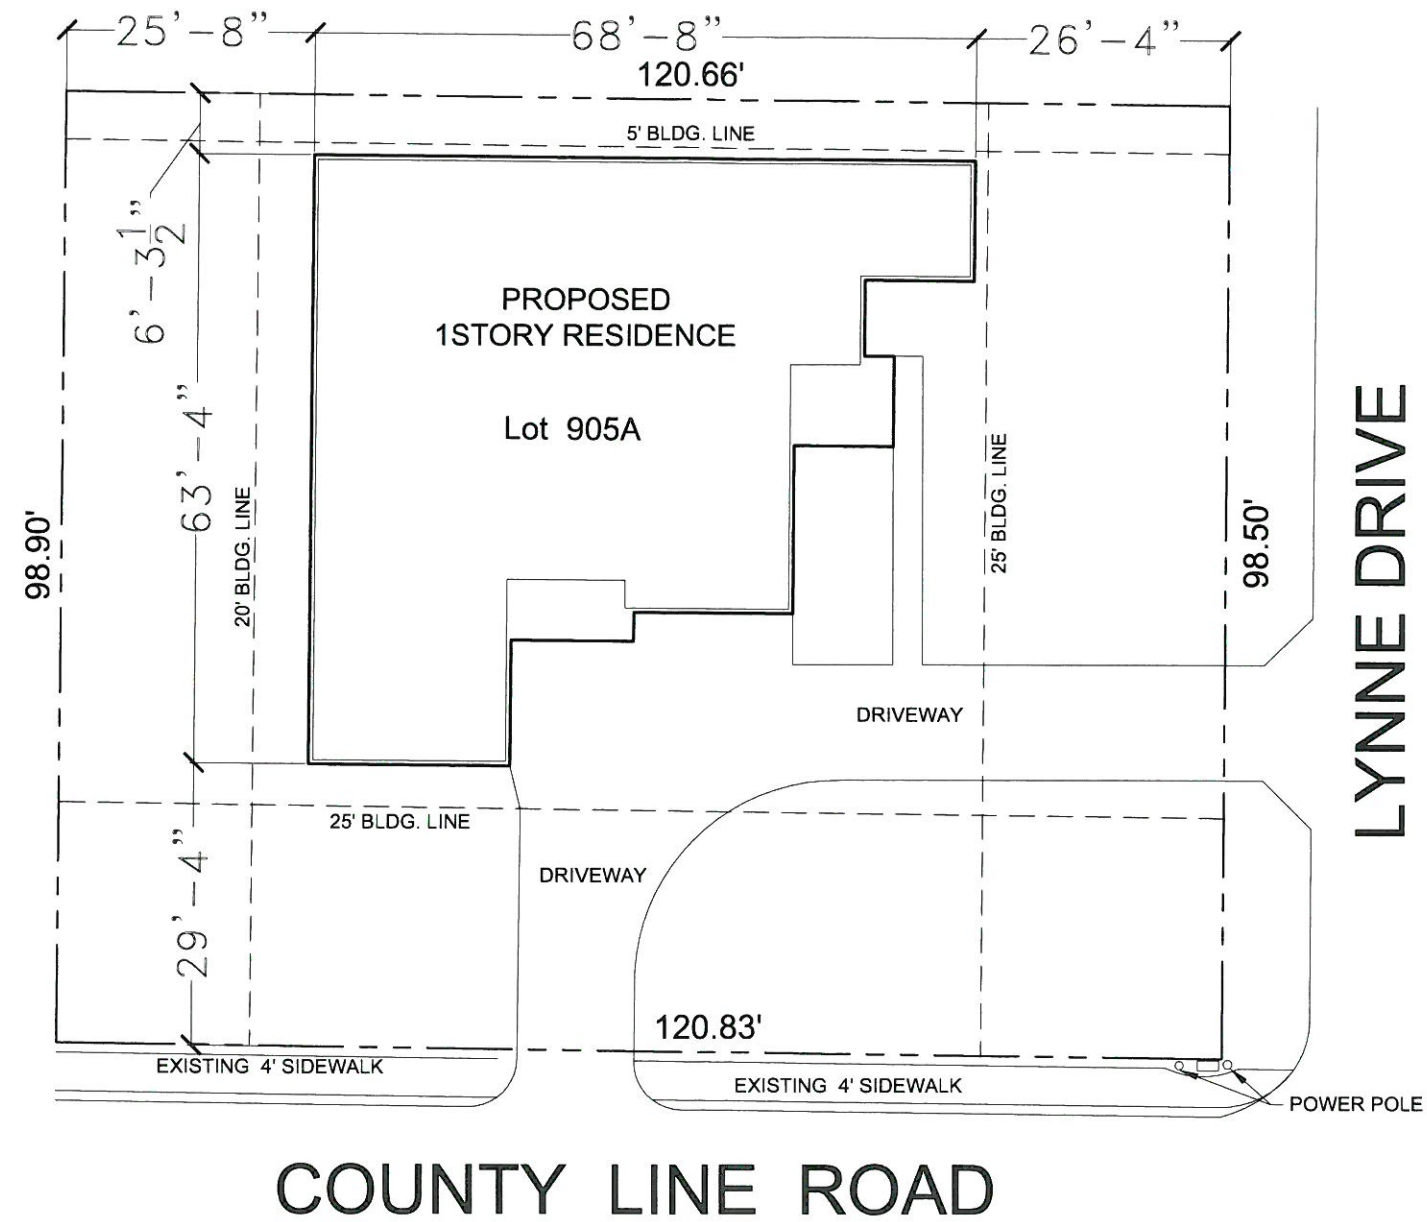 25'-8" 68'-8" 26'-4"
120.66'
5' BLDG. LINE
6'-3 1/2"
PROPOSED
1STORY RESIDENCE
Lot 905A
63'-4"
20' BLDG. LINE
25' BLDG. LINE
98.90'
98.50'
LYNNE DRIVE
DRIVEWAY
25' BLDG. LINE
DRIVEWAY
29'-4"
120.83'
EXISTING 4' SIDEWALK
EXISTING 4' SIDEWALK
POWER POLE
COUNTY LINE ROAD